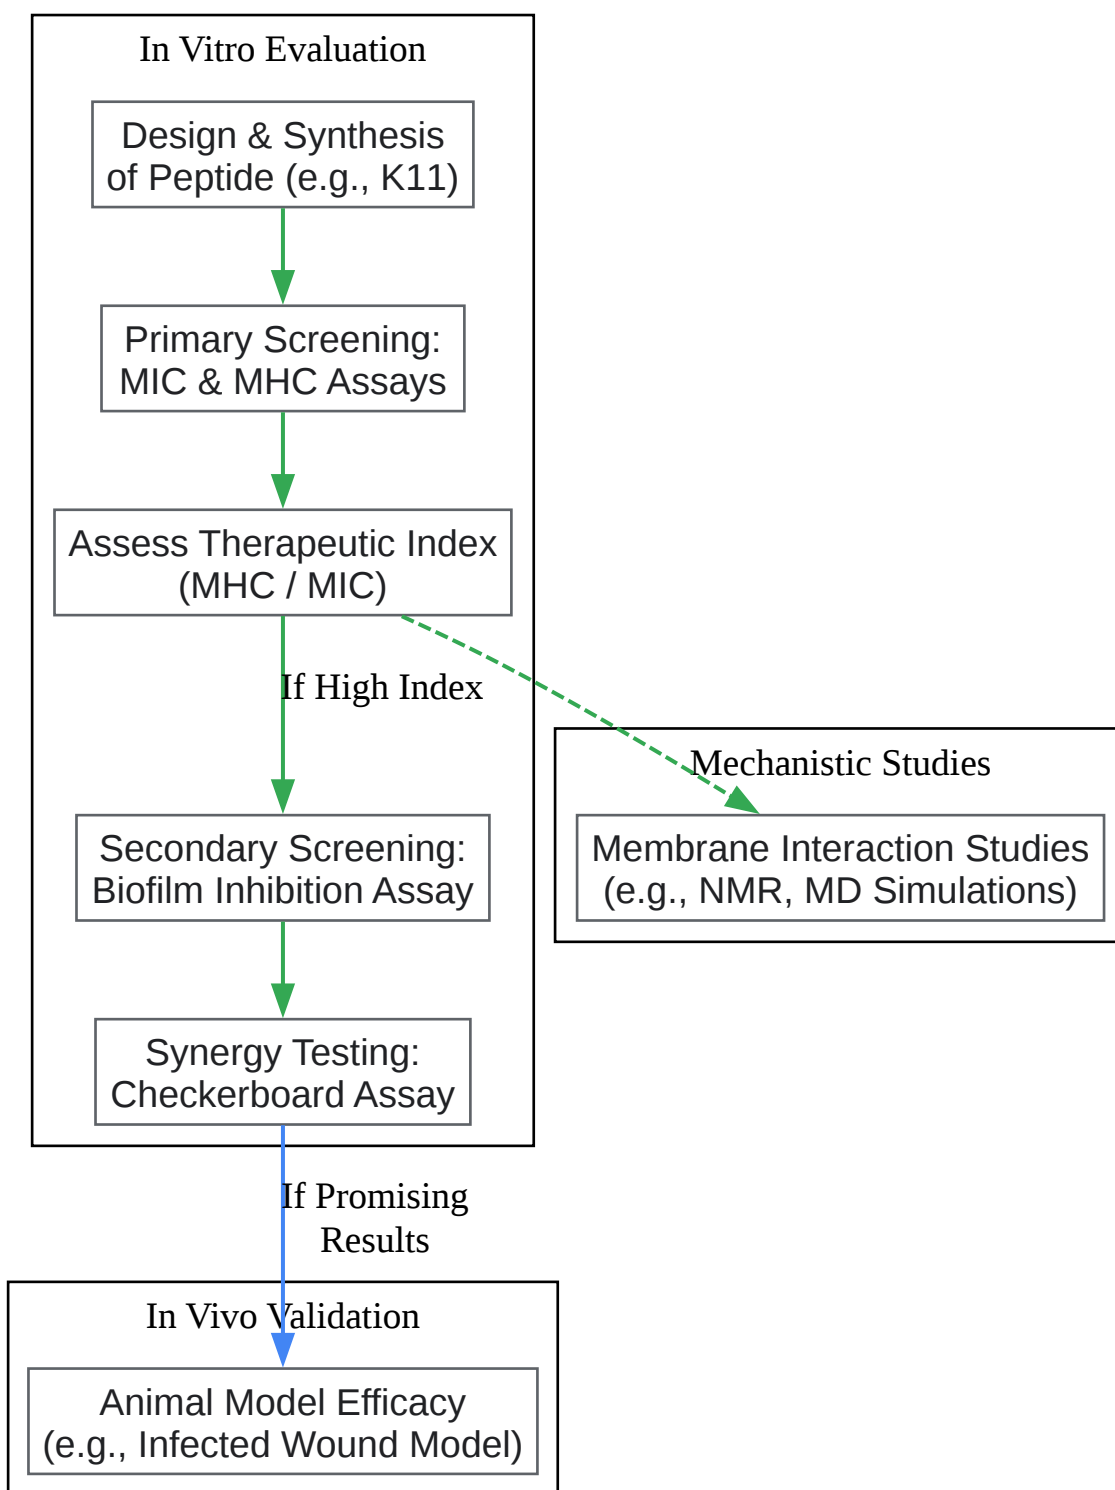 In Vitro Evaluation
Design & Synthesis
of Peptide (e.g., K11)
Primary Screening:
MIC & MHC Assays
Assess Therapeutic Index
(MHC / MIC)
If High Index
Mechanistic Studies
Membrane Interaction Studies
(e.g., NMR, MD Simulations)
Secondary Screening:
Biofilm Inhibition Assay
Synergy Testing:
Checkerboard Assay
If Promising
Results
In Vivo Validation
Animal Model Efficacy
(e.g., Infected Wound Model)